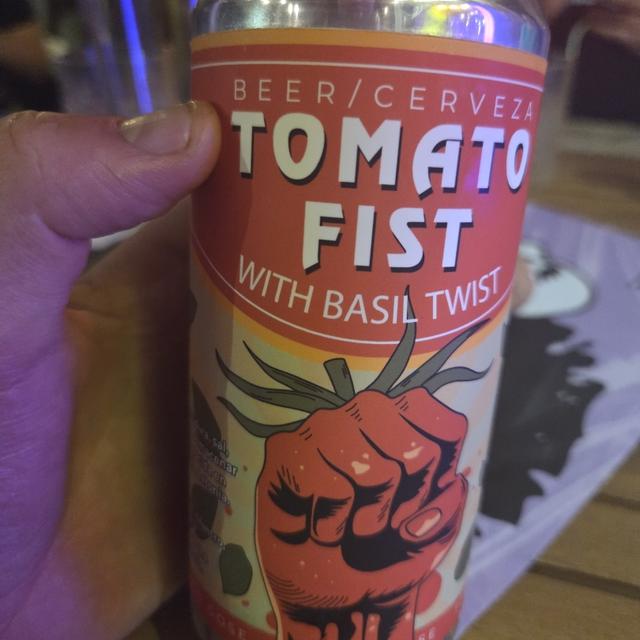 BEER/CERVEZA
TOMATO
FIST
WITH BASIL TWIST